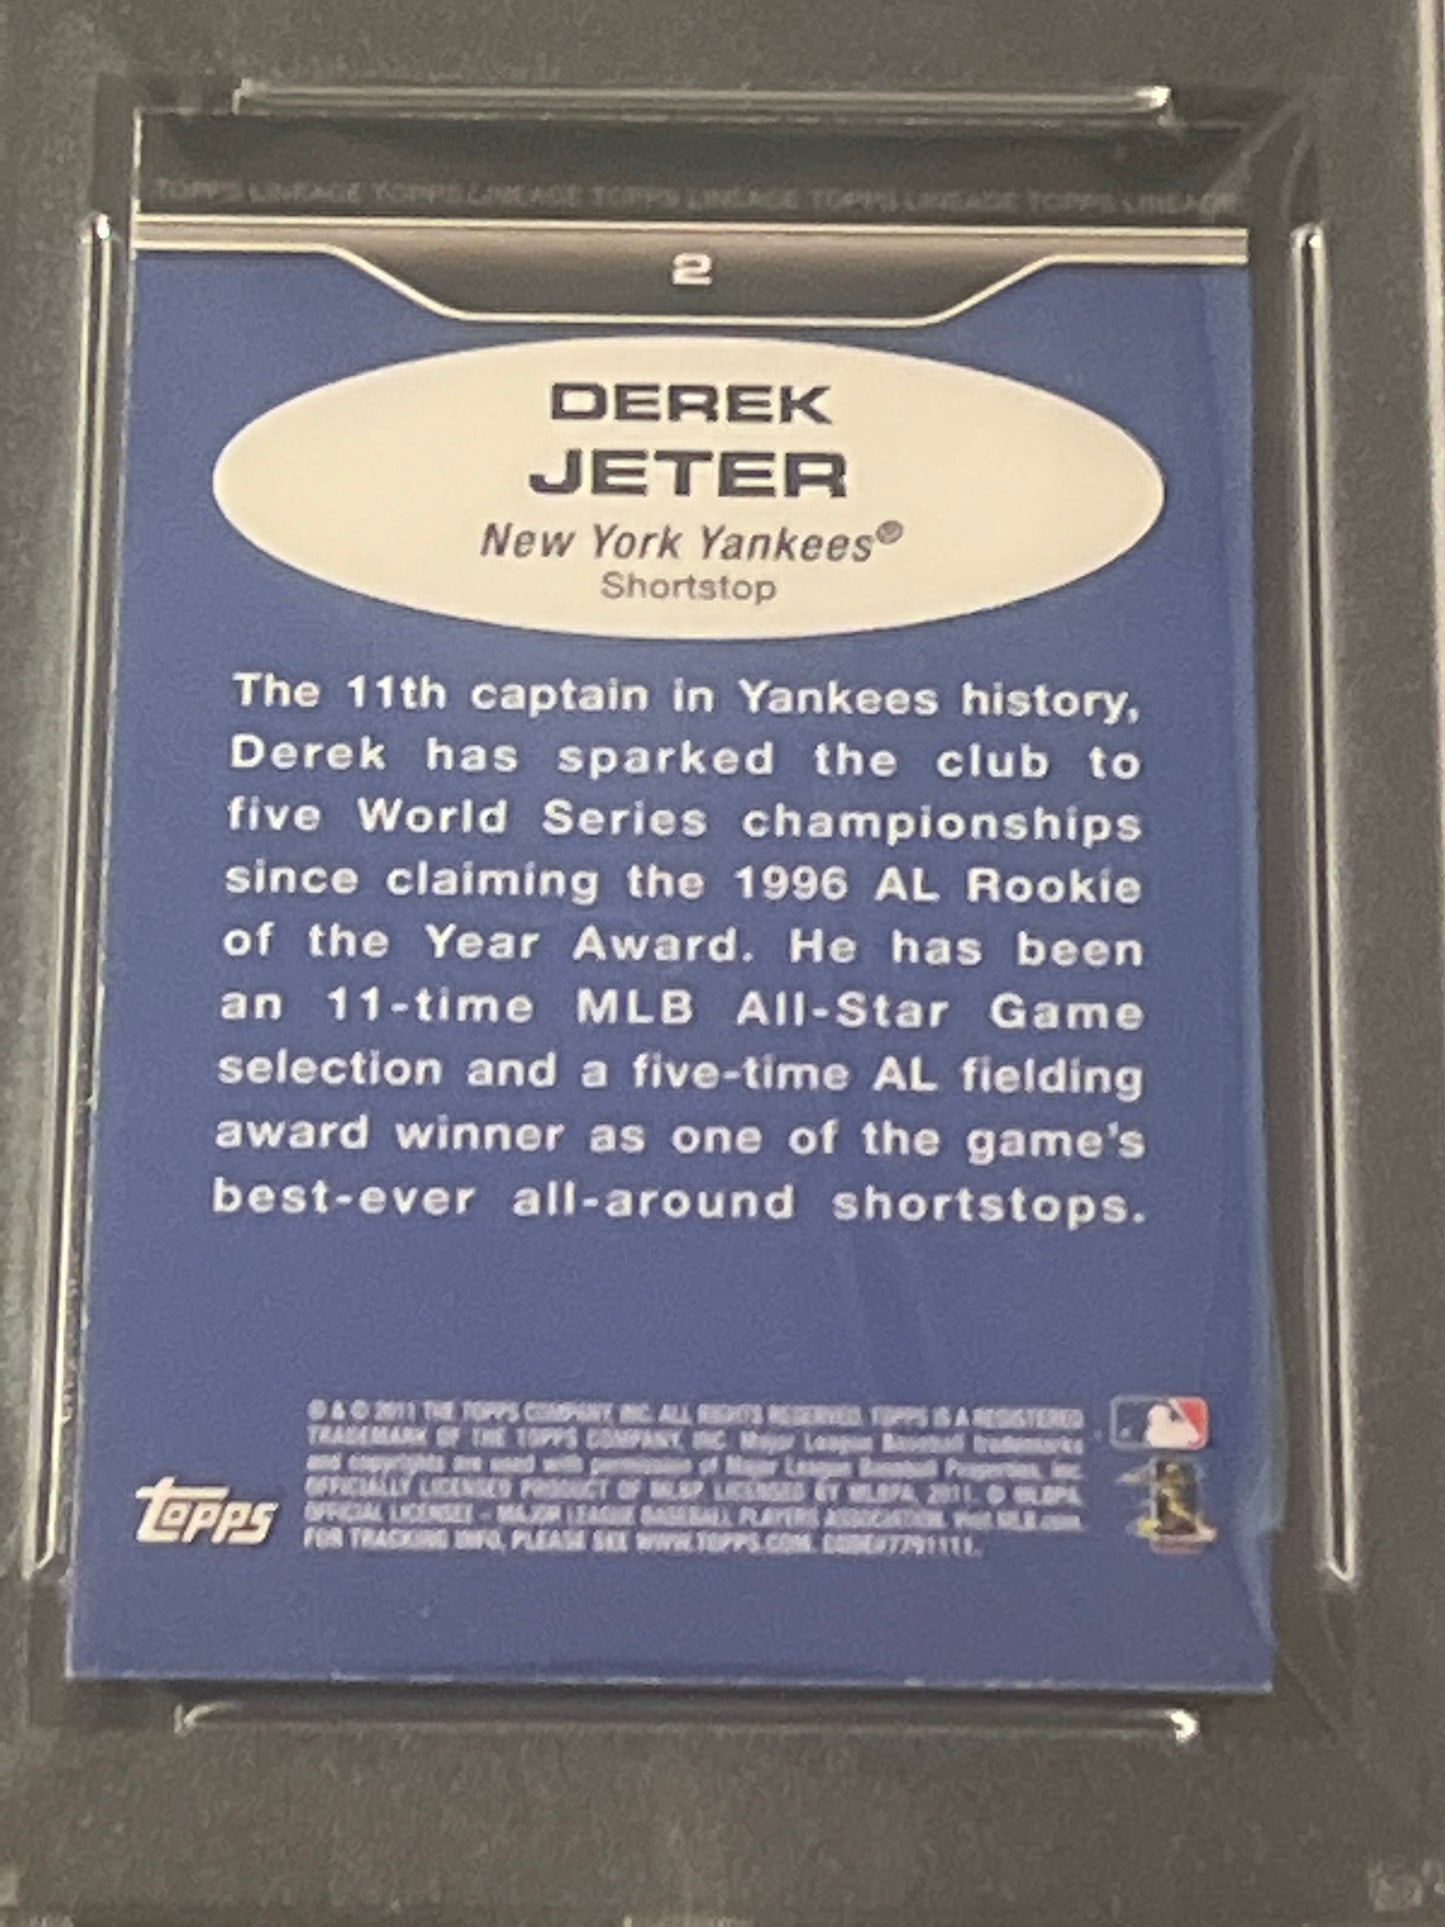 TOPPS LINEAGE TOPPS LINEAGE TOPPS LINEAGE TOPPS LINEAGE TOPPS LINEAGE
2
DEREK
JETER
New York Yankees®
Shortstop
The 11th captain in Yankees history,
Derek has sparked the club to
five World Series championships
since claiming the 1996 AL Rookie
of the Year Award. He has been
an 11-time MLB All-Star Game
selection and a five-time AL fielding
award winner as one of the game's
best-ever all-around shortstops.
® & © 2011 THE TOPPS COMPANY, INC. ALL RIGHTS RESERVED. TOPPS IS A REGISTERED
TRADEMARK OF THE TOPPS COMPANY, INC. Major League Baseball trademarks
and copyrights are used with permission of Major League Baseball Properties, Inc.
OFFICIALLY LICENSED PRODUCT OF MLBP. LICENSED BY MLBPA, 2011. © MLBPA
OFFICIAL LICENSEE - MAJOR LEAGUE BASEBALL PLAYERS ASSOCIATION. Visit MLB.com.
FOR TRACKING INFO, PLEASE SEE WWW.TOPPS.COM. CODE#7791111.
topps